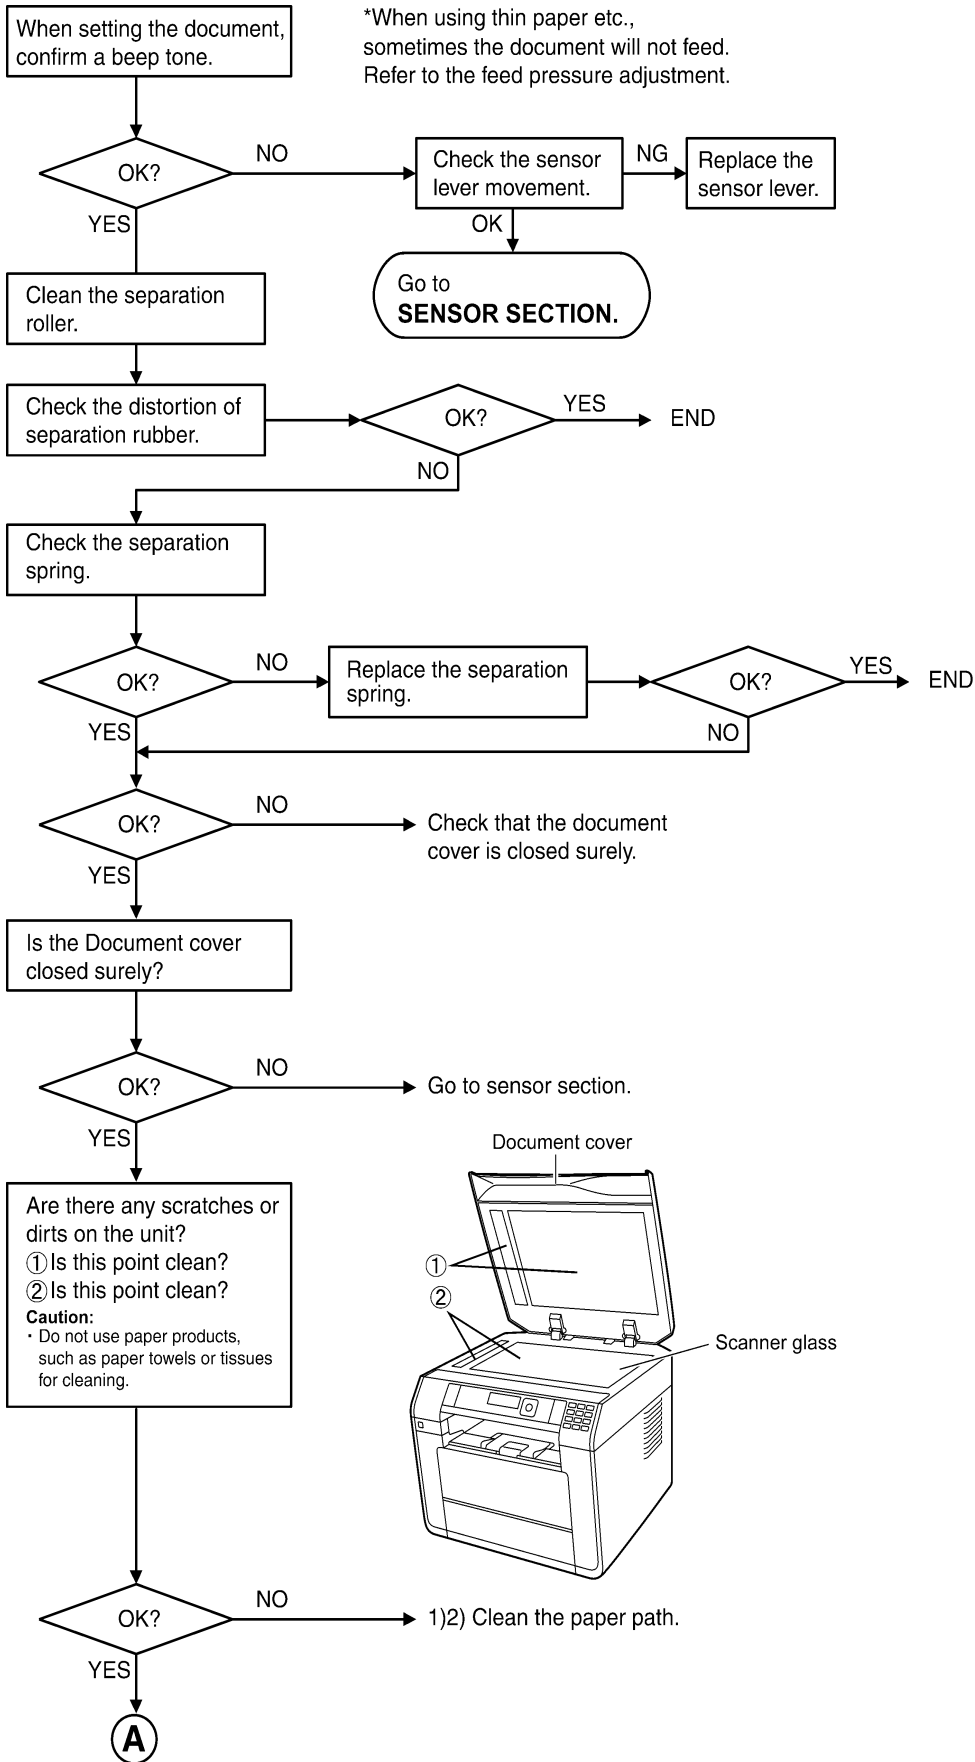 When setting the document,
confirm a beep tone.
*When using thin paper etc.,
sometimes the document will not feed.
Refer to the feed pressure adjustment.
OK?
NO
Check the sensor
lever movement.
NG
Replace the
sensor lever.
YES
OK
Go to
SENSOR SECTION.
Clean the separation
roller.
Check the distortion of
separation rubber.
OK?
YES
END
NO
Check the separation
spring.
OK?
NO
Replace the separation
spring.
OK?
YES
END
YES
NO
OK?
NO
Check that the document
cover is closed surely.
YES
Is the Document cover
closed surely?
OK?
NO
Go to sensor section.
YES
Are there any scratches or
dirts on the unit?
① Is this point clean?
② Is this point clean?
Caution:
· Do not use paper products,
such as paper towels or tissues
for cleaning.
Document cover
①
②
Scanner glass
OK?
NO
1)2) Clean the paper path.
YES
A